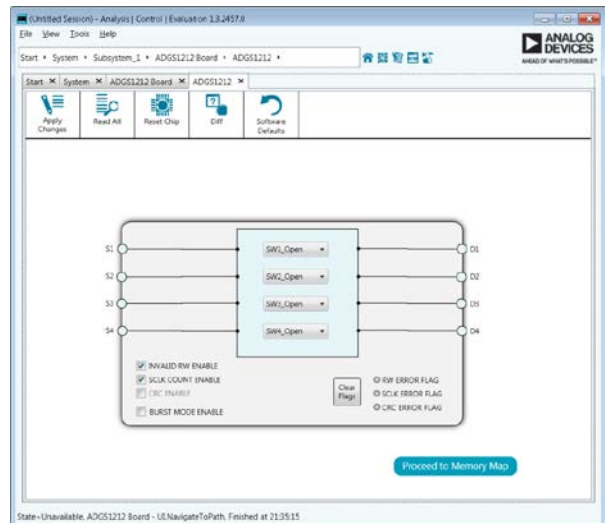 (Untitled Session) - Analysis | Control | Evaluation 1.3.2457.0
File View Tools Help
ANALOG
DEVICES
AHEAD OF WHAT'S POSSIBLE™
Start System Subsystem_1 ADGS1212 Board ADGS1212
Start System ADGS1212 Board ADGS1212
Apply Changes
Read All
Reset Chip
Diff
Software Defaults
S1 SW1_Open D1
S2 SW2_Open D2
S3 SW3_Open D3
S4 SW4_Open D4
INVALID RW ENABLE
SCLK COUNT ENABLE
CRC ENABLE
BURST MODE ENABLE
Clear Flags
RW ERROR FLAG
SCLK ERROR FLAG
CRC ERROR FLAG
Proceed to Memory Map
State=Unavailable, ADGS1212 Board - UI.NavigateToPath, Finished at 21:35:15